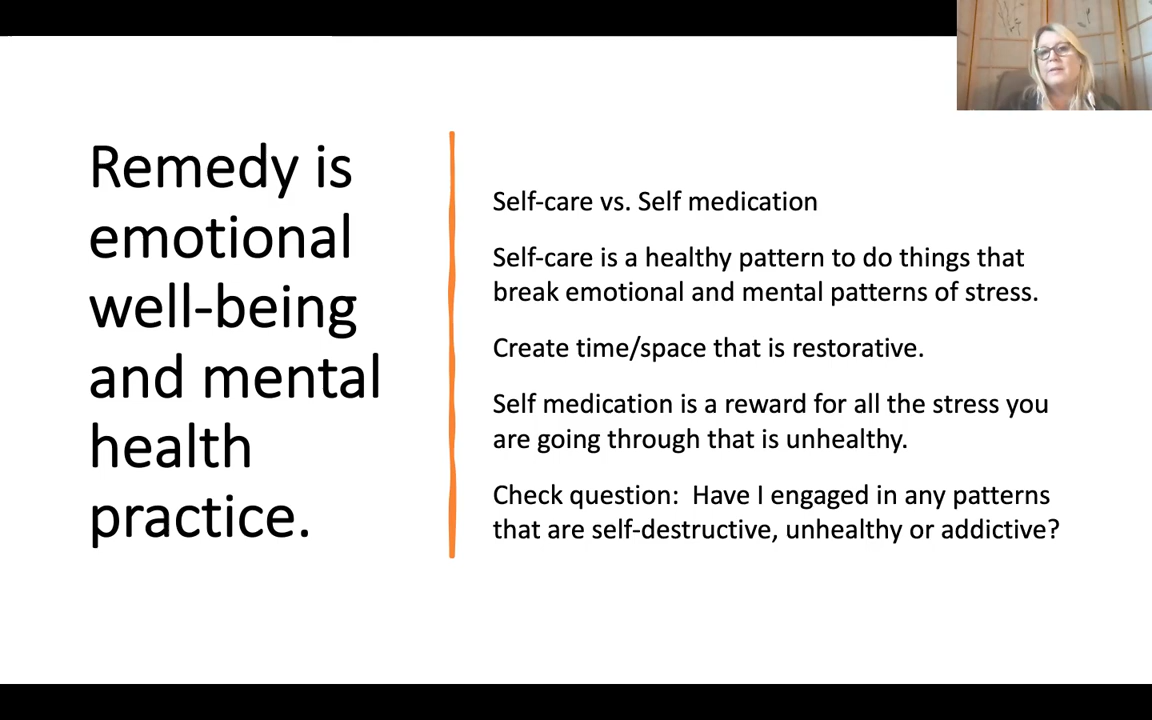 Remedy is
emotional
well-being
and mental
health
practice.
Self-care vs. Self medication
Self-care is a healthy pattern to do things that
break emotional and mental patterns of stress.
Create time/space that is restorative.
Self medication is a reward for all the stress you
are going through that is unhealthy.
Check question:  Have I engaged in any patterns
that are self-destructive, unhealthy or addictive?